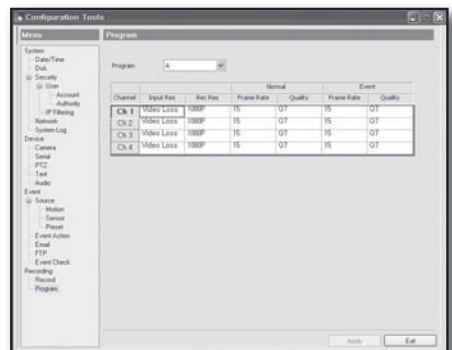 Configuration Tools
Menu
Program
System
Date/Time
Disk
Security
User
Account
Authority
IP Filtering
Network
System Log
Device
Camera
Serial
PTZ
Text
Audio
Event
Source
Motion
Sensor
Preset
Event Action
Email
FTP
Event Check
Recording
Record
Program
Program A
Normal Event
Channel Input Res Rec Res Frame Rate Quality Frame Rate Quality
Ch 1 Video Loss 1080P 15 Q7 15 Q7
Ch 2 Video Loss 1080P 15 Q7 15 Q7
Ch 3 Video Loss 1080P 15 Q7 15 Q7
Ch 4 Video Loss 1080P 15 Q7 15 Q7
Apply Exit